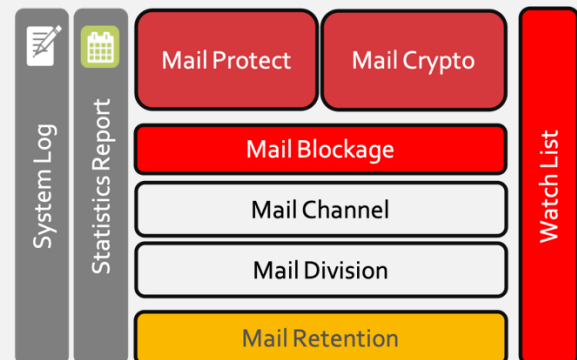 System Log
Statistics Report
Mail Protect
Mail Crypto
Mail Blockage
Mail Channel
Mail Division
Mail Retention
Watch List